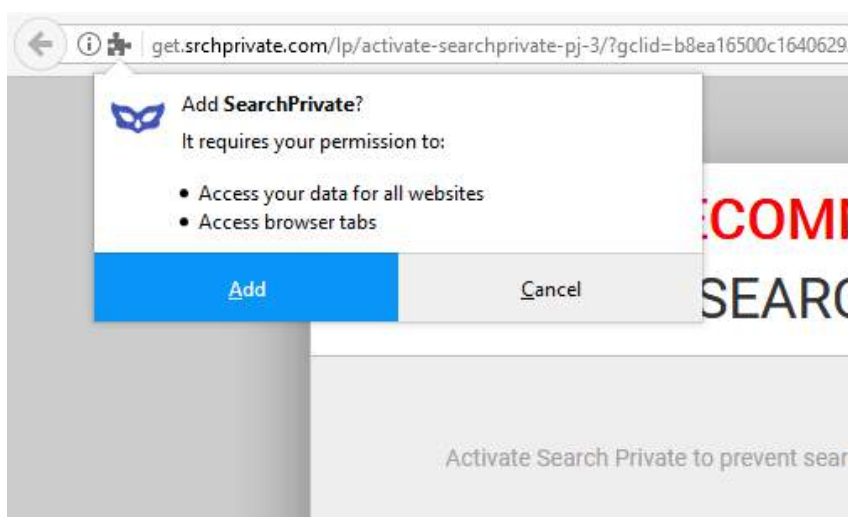 get.srchprivate.com/lp/activate-searchprivate-pj-3/?gclid=b8ea16500c1640629
Add SearchPrivate?
It requires your permission to:
• Access your data for all websites
• Access browser tabs
Add
Cancel
SEARC
Activate Search Private to prevent sear